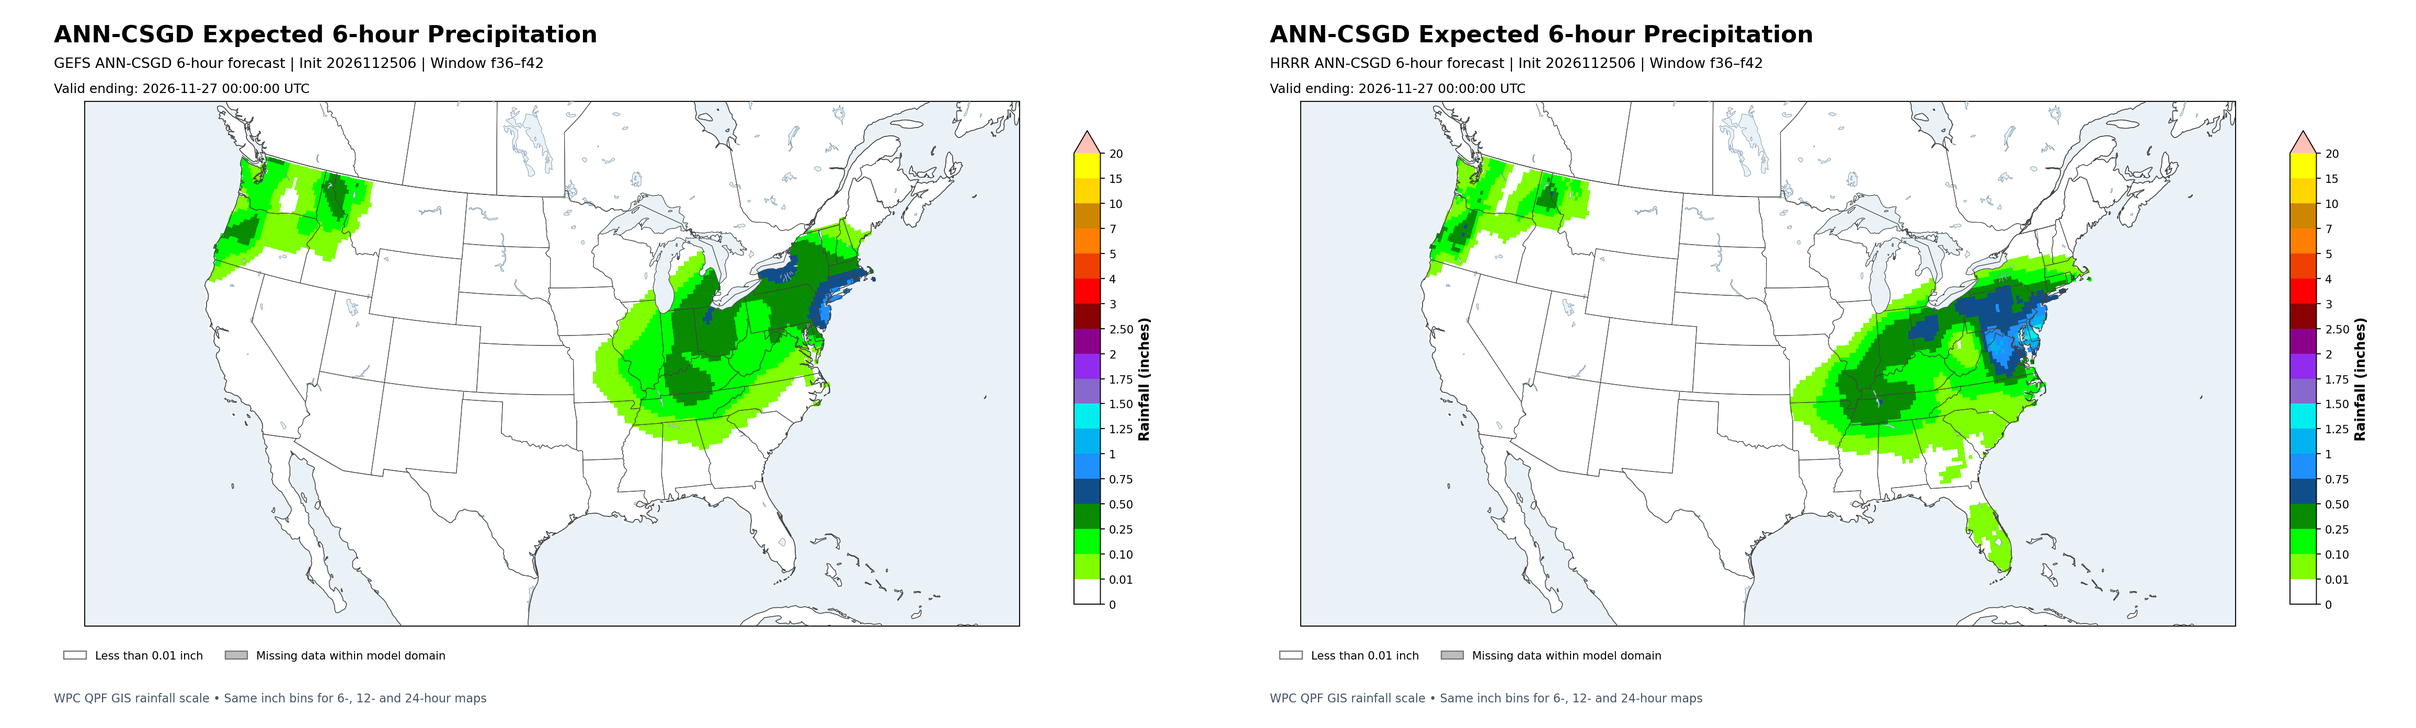 ANN-CSGD Expected 6-hour Precipitation
GEFS ANN-CSGD 6-hour forecast | Init 2026112506 | Window f36–f42
Valid ending: 2026-11-27 00:00:00 UTC
20
15
10
7
5
4
3
2.50
2
1.75
1.50
1.25
1
0.75
0.50
0.25
0.10
0.01
0
Rainfall (inches)
Less than 0.01 inch
Missing data within model domain
WPC QPF GIS rainfall scale • Same inch bins for 6-, 12- and 24-hour maps
ANN-CSGD Expected 6-hour Precipitation
HRRR ANN-CSGD 6-hour forecast | Init 2026112506 | Window f36–f42
Valid ending: 2026-11-27 00:00:00 UTC
20
15
10
7
5
4
3
2.50
2
1.75
1.50
1.25
1
0.75
0.50
0.25
0.10
0.01
0
Rainfall (inches)
Less than 0.01 inch
Missing data within model domain
WPC QPF GIS rainfall scale • Same inch bins for 6-, 12- and 24-hour maps